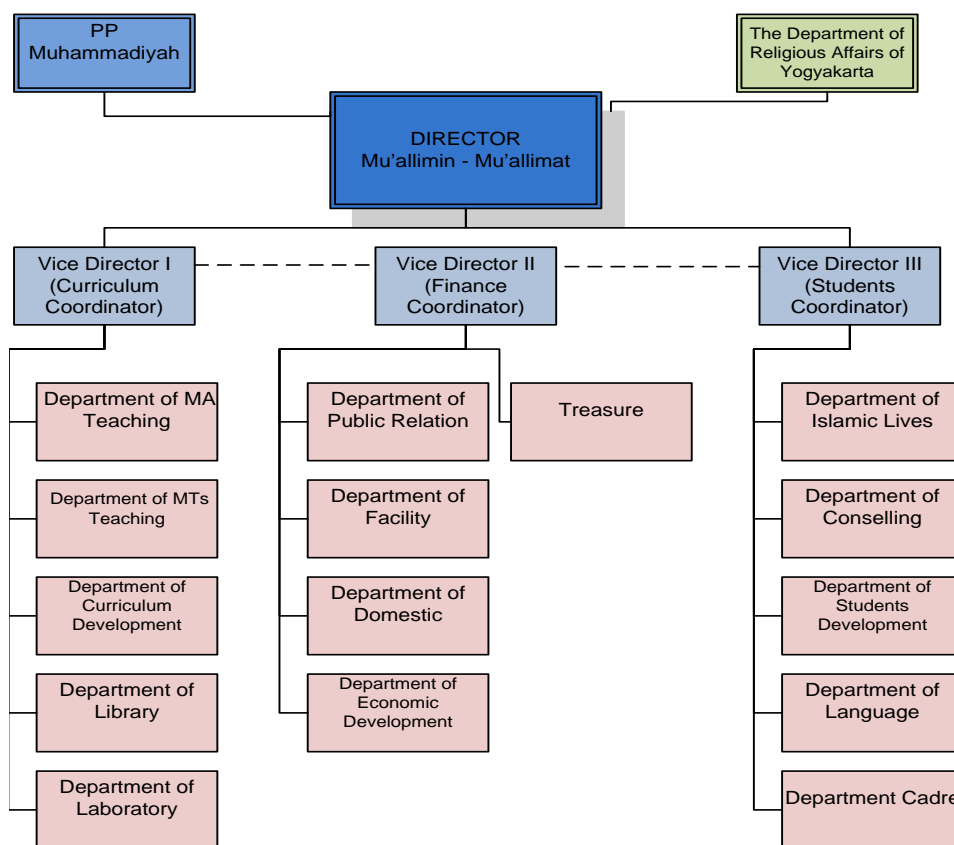 PP
Muhammadiyah
The Department of
Religious Affairs of
Yogyakarta
DIRECTOR
Mu'allimin - Mu'allimat
Vice Director I
(Curriculum
Coordinator)
Vice Director II
(Finance
Coordinator)
Vice Director III
(Students
Coordinator)
Department of MA
Teaching
Department of MTs
Teaching
Department of
Curriculum
Development
Department of
Library
Department of
Laboratory
Department of
Public Relation
Department of
Facility
Department of
Domestic
Department of
Economic
Development
Treasure
Department of
Islamic Lives
Department of
Conselling
Department of
Students
Development
Department of
Language
Department Cadre